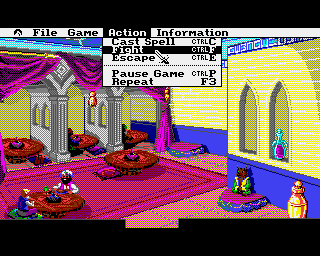 File Game Action Information
Cast Spell CTRL
Fight CTRL F
Escape CTRL E
Pause Game CTRL P
Repeat F3